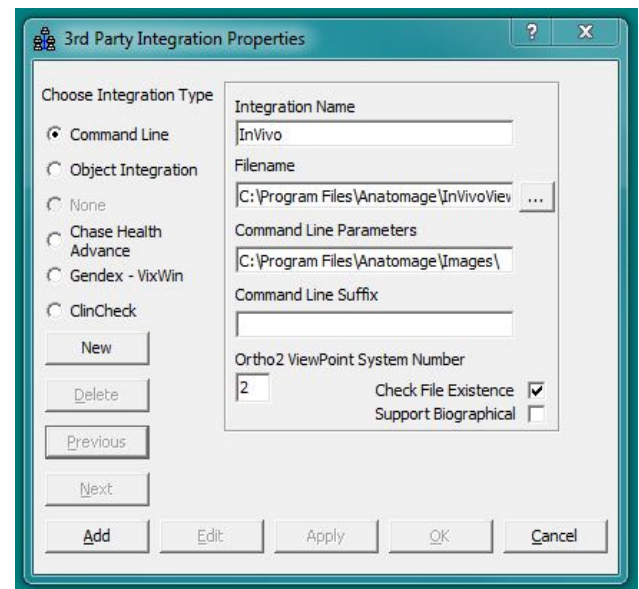 3rd Party Integration Properties
?
X
Choose Integration Type
Command Line
Object Integration
None
Chase Health
Advance
Gendex - VixWin
ClinCheck
New
Delete
Previous
Next
Integration Name
InVivo
Filename
C:\Program Files\Anatomage\InVivoView
...
Command Line Parameters
C:\Program Files\Anatomage\Images\
Command Line Suffix
Ortho2 ViewPoint System Number
2
Check File Existence
Support Biographical
Add
Edit
Apply
OK
Cancel